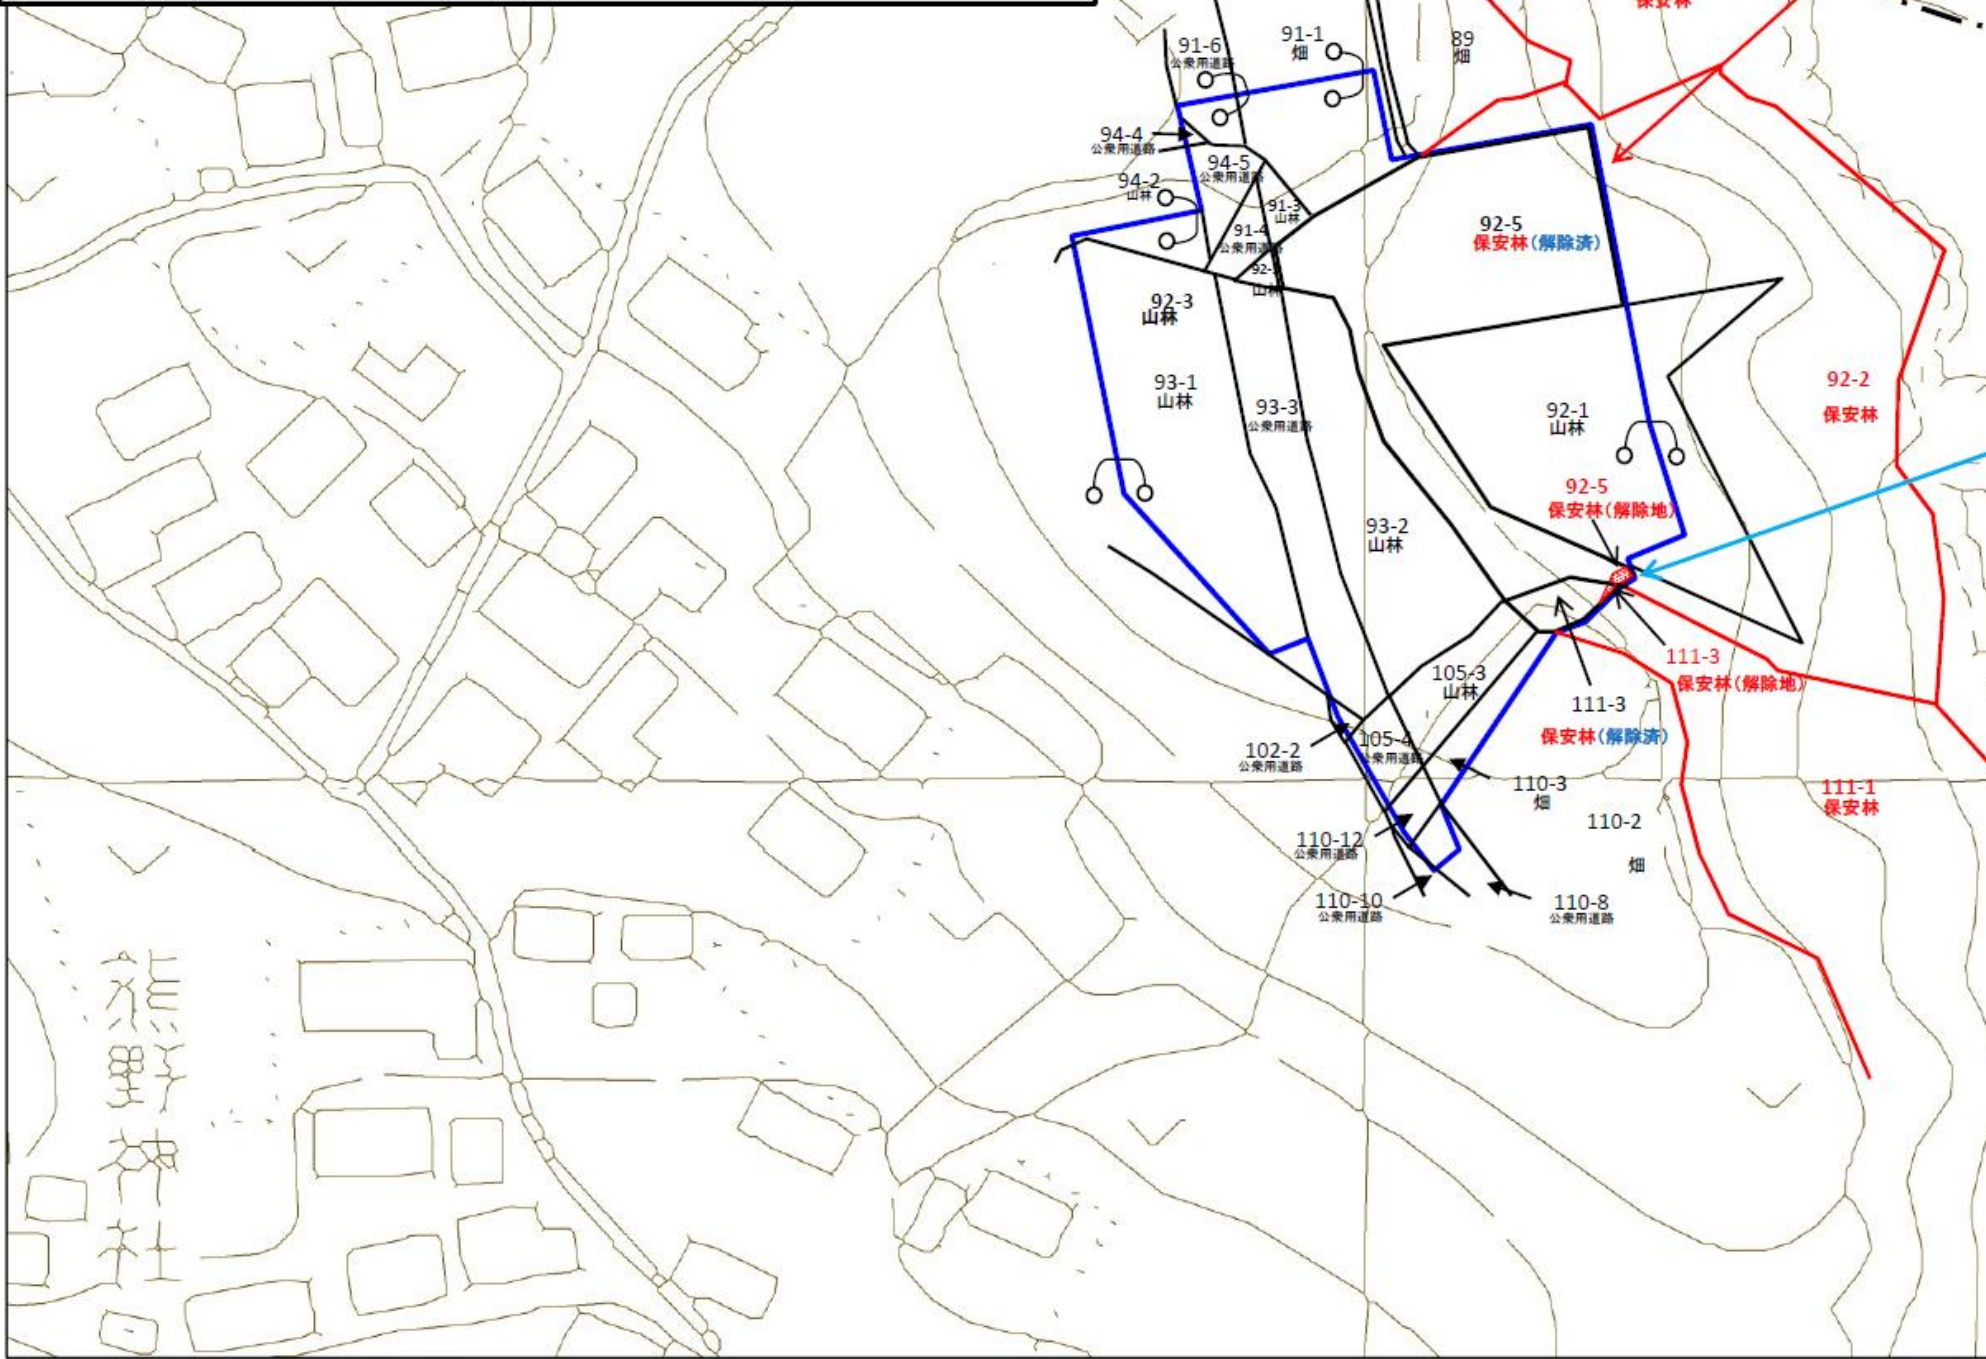 保安林
91-6
公衆用道路
91-1
畑
89
畑
94-4
公衆用道路
94-5
公衆用道路
94-2
山林
91-3
山林
91-4
公衆用道路
92-5
保安林(解除済)
山林
92-3
山林
93-1
山林
93-3
公衆用道路
92-1
山林
92-2
保安林
92-5
保安林(解除地)
93-2
山林
105-3
山林
111-3
保安林(解除地)
111-3
保安林(解除済)
102-2
公衆用道路
105-4
公衆用道路
110-3
畑
111-1
保安林
110-2
畑
110-12
公衆用道路
110-10
公衆用道路
110-8
公衆用道路